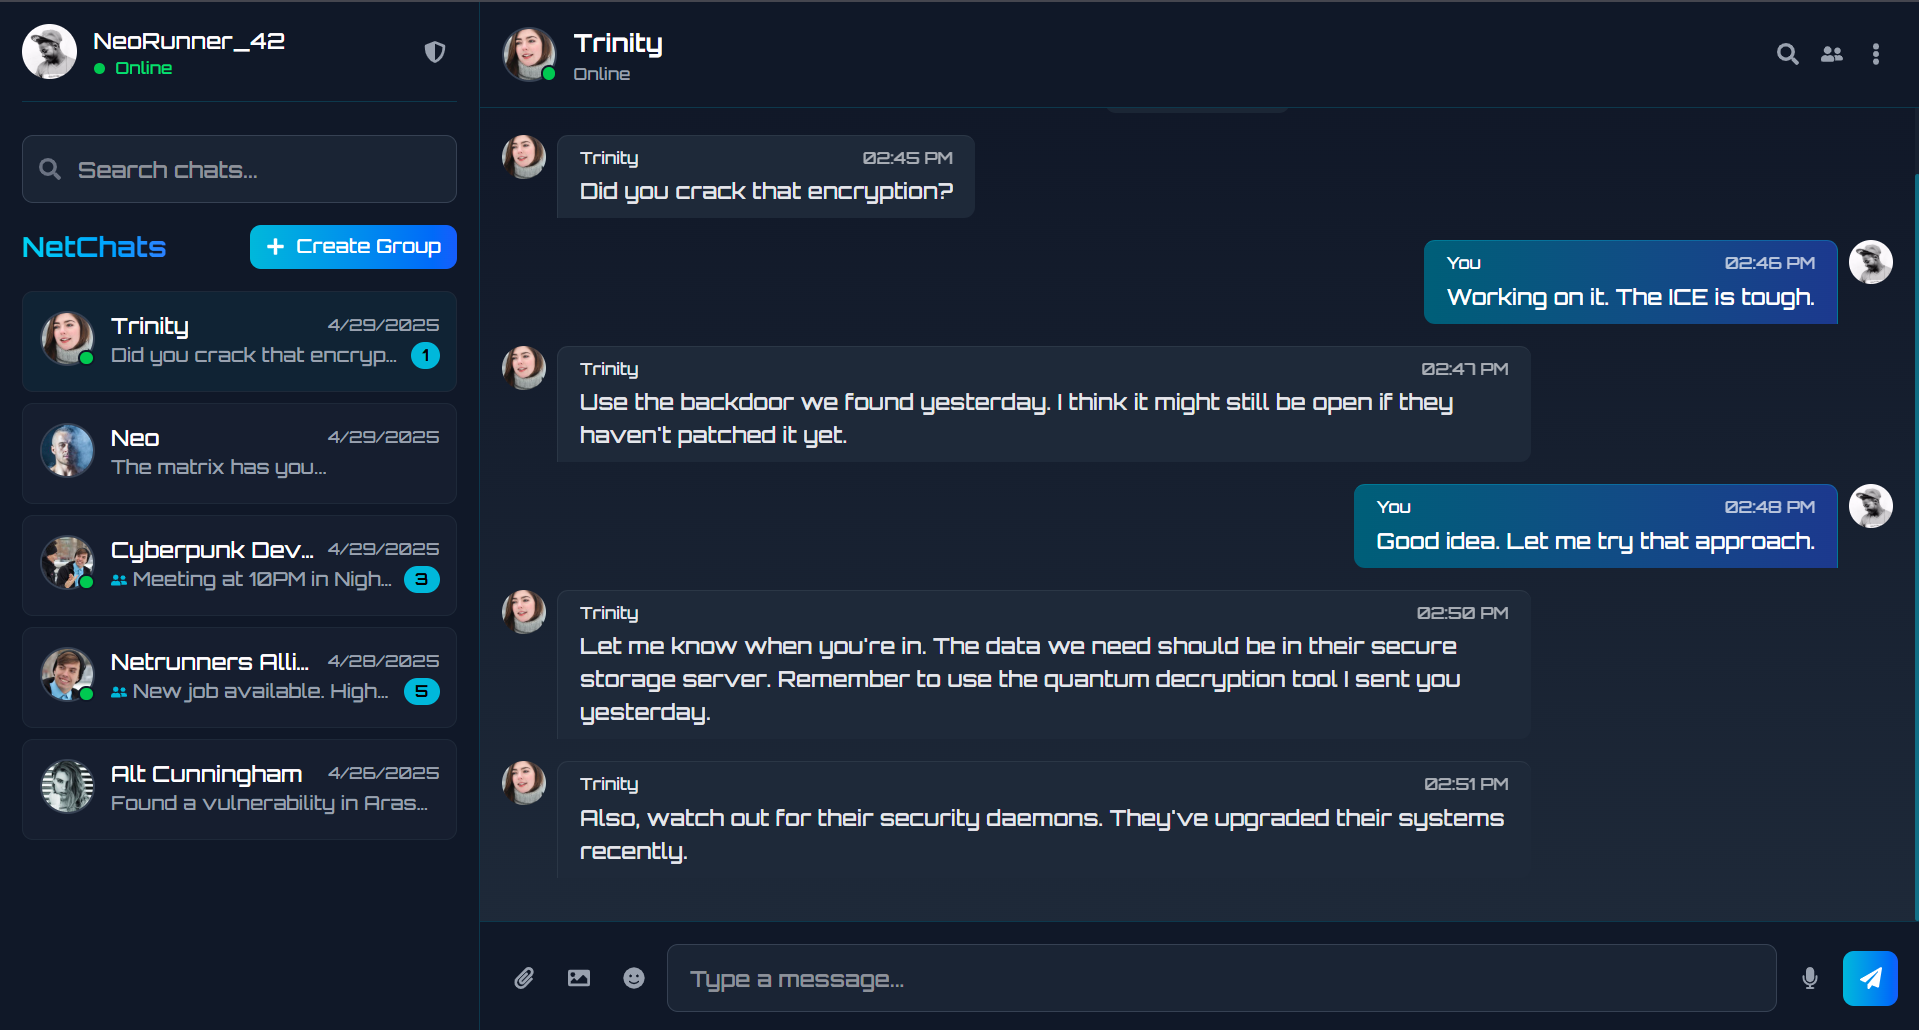 NeoRunner_42
Online
Search chats...
NetChats
Create Group
Trinity 4/29/2025
Did you crack that encryp... 1
Neo 4/29/2025
The matrix has you...
Cyberpunk Dev... 4/29/2025
Meeting at 10PM in Nigh... 3
Netrunners Alli... 4/28/2025
New job available. High... 5
Alt Cunningham 4/26/2025
Found a vulnerability in Aras...
Trinity
Online
Trinity 02:45 PM
Did you crack that encryption?
You 02:46 PM
Working on it. The ICE is tough.
Trinity 02:47 PM
Use the backdoor we found yesterday. I think it might still be open if they
haven't patched it yet.
You 02:48 PM
Good idea. Let me try that approach.
Trinity 02:50 PM
Let me know when you're in. The data we need should be in their secure
storage server. Remember to use the quantum decryption tool I sent you
yesterday.
Trinity 02:51 PM
Also, watch out for their security daemons. They've upgraded their systems
recently.
Type a message...